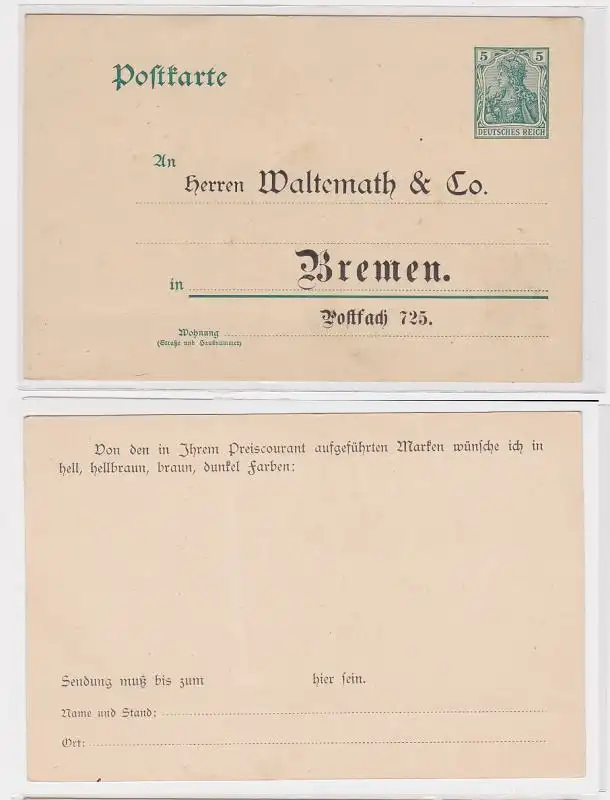 Postkarte
5 5
DEUTSCHES REICH
An
Herren Waltemath & Co.
Bremen.
in
Postfach 725.
Wohnung
(Straße und Hausnummer)
Von den in Ihrem Preiscourant aufgeführten Marken wünsche ich in
hell, hellbraun, braun, dunkel Farben:
Sendung muß bis zum hier sein.
Name und Stand:
Ort: